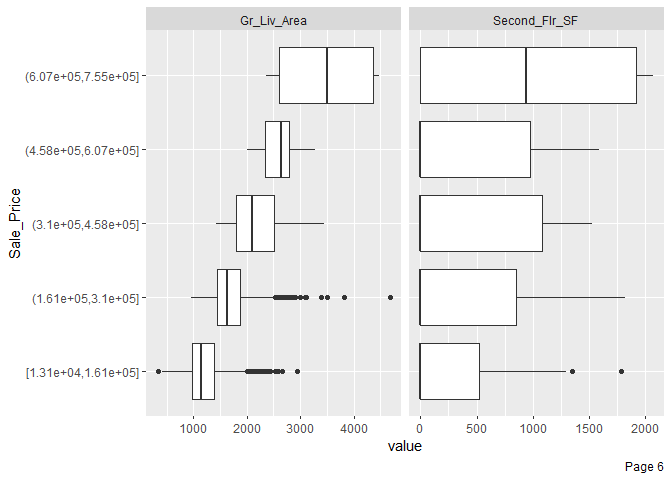 Gr_Liv_Area Second_Flr_SF
(6.07e+05,7.55e+05]
(4.58e+05,6.07e+05]
(3.1e+05,4.58e+05]
(1.61e+05,3.1e+05]
[1.31e+04,1.61e+05]
Sale_Price
1000 2000 3000 4000 0 500 1000 1500 2000
value
Page 6